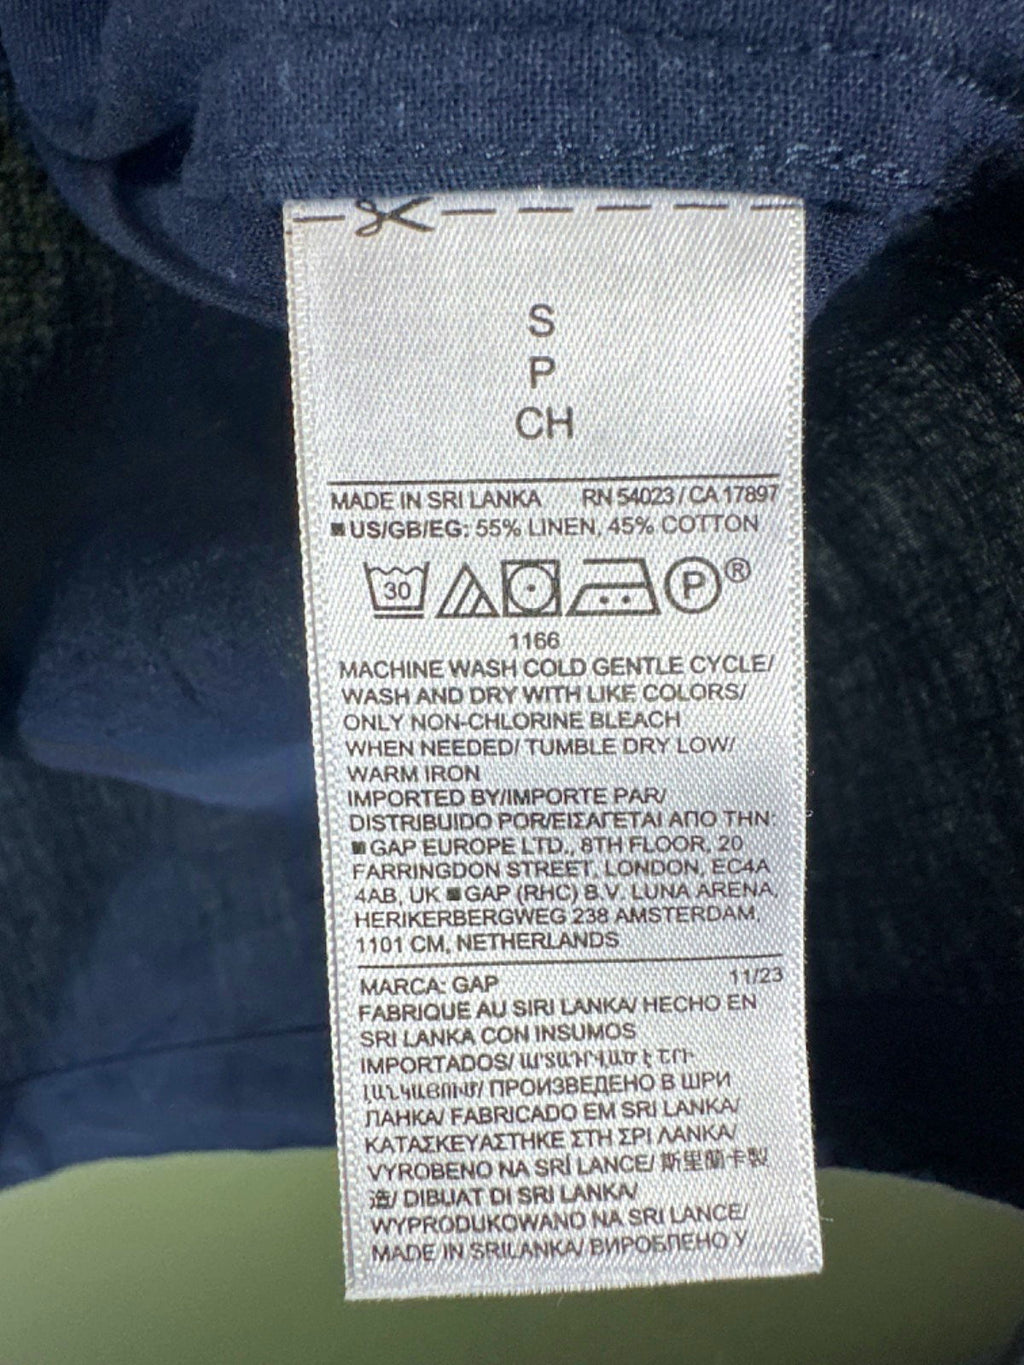 S
P
CH
MADE IN SRI LANKA RN 54023 / CA 17897
■ US/GB/EG: 55% LINEN, 45% COTTON
30 P ®
1166
MACHINE WASH COLD GENTLE CYCLE/
WASH AND DRY WITH LIKE COLORS/
ONLY NON-CHLORINE BLEACH
WHEN NEEDED/ TUMBLE DRY LOW/
WARM IRON
IMPORTED BY/IMPORTE PAR/
DISTRIBUIDO POR/ΕΙΣΑΓΕΤΑΙ ΑΠΟ ΤΗΝ:
■ GAP EUROPE LTD., 8TH FLOOR, 20
FARRINGDON STREET, LONDON, EC4A
4AB, UK ■ GAP (RHC) B.V. LUNA ARENA,
HERIKERBERGWEG 238 AMSTERDAM,
1101 CM, NETHERLANDS
MARCA: GAP 11/23
FABRIQUE AU SIRI LANKA/ HECHO EN
SRI LANKA CON INSUMOS
IMPORTADOS/ ԱՐՏԱԴՐՎԱԾ Է ՇՐԻ
ԼԱՆԿԱՅՈՒՄ/ ПРОИЗВЕДЕНО В ШРИ
ЛАНКА/ FABRICADO EM SRI LANKA/
ΚΑΤΑΣΚΕΥΑΣΤΗΚΕ ΣΤΗ ΣΡΙ ΛΑΝΚΑ/
VYROBENO NA SRÍ LANCE/ 斯里蘭卡製
造/ DIBUAT DI SRI LANKA/
WYPRODUKOWANO NA SRI LANCE/
MADE IN SRILANKA/ ВИРОБЛЕНО У